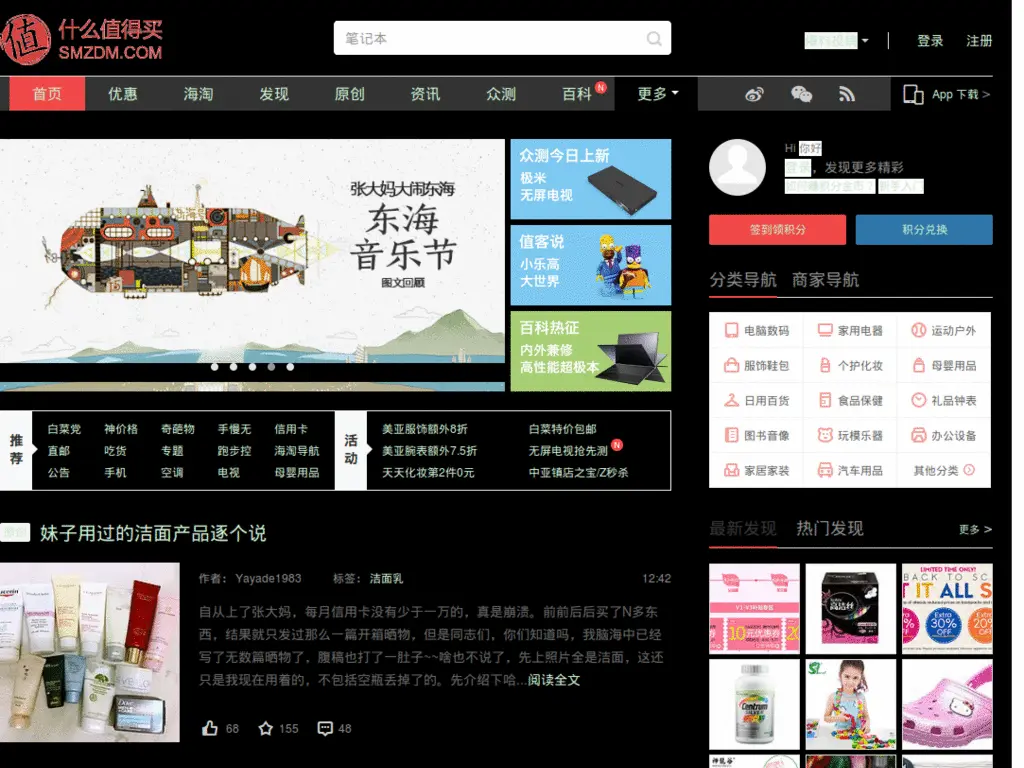 什么值得买
SMZDM.COM
笔记本
登录 注册
首页 优惠 海淘 发现 原创 资讯 众测 百科 N 更多
App 下载 >
张大妈大闹东海
东海
音乐节
图文回顾
众测今日上新
极米
无屏电视
值客说
小乐高
大世界
百科热征
内外兼修
高性能超极本
Hi 你好
登录，发现更多精彩
签到领积分 积分兑换
分类导航 商家导航
电脑数码 家用电器 运动户外
服饰鞋包 个护化妆 母婴用品
日用百货 食品保健 礼品钟表
图书音像 玩模乐器 办公设备
家居家装 汽车用品 其他分类
推荐
白菜党 神价格 奇葩物 手慢无 信用卡
直邮 吃货 专题 跑步控 海淘导航
公告 手机 空调 电视 母婴用品
活动
美亚服饰额外8折 白菜特价包邮
美亚腕表额外7.5折 无屏电视抢先测 N
天天化妆第2件0元 中亚镇店之宝/Z秒杀
妹子用过的洁面产品逐个说
作者： Yayade1983 标签： 洁面乳 12:42
自从上了张大妈，每月信用卡没有少于一万的，真是崩溃。前前后后买了N多东
西，结果就只发过那么一篇开箱晒物，但是同志们，你们知道吗，我脑海中已经
写了无数篇晒物了，腹稿也打了一肚子~~啥也不说了，先上照片全是洁面，这还
只是我现在用着的，不包括空瓶丢掉了的。先介绍下哈...阅读全文
68 155 48
最新发现 热门发现 更多 >
V1-V3补贴券包
10元优惠券
高洁丝
LIMITED TIME ONLY!
BACK TO SC
IT ALL S
Extra
30%
OFF
Extra
20%
Centrum
SILVER